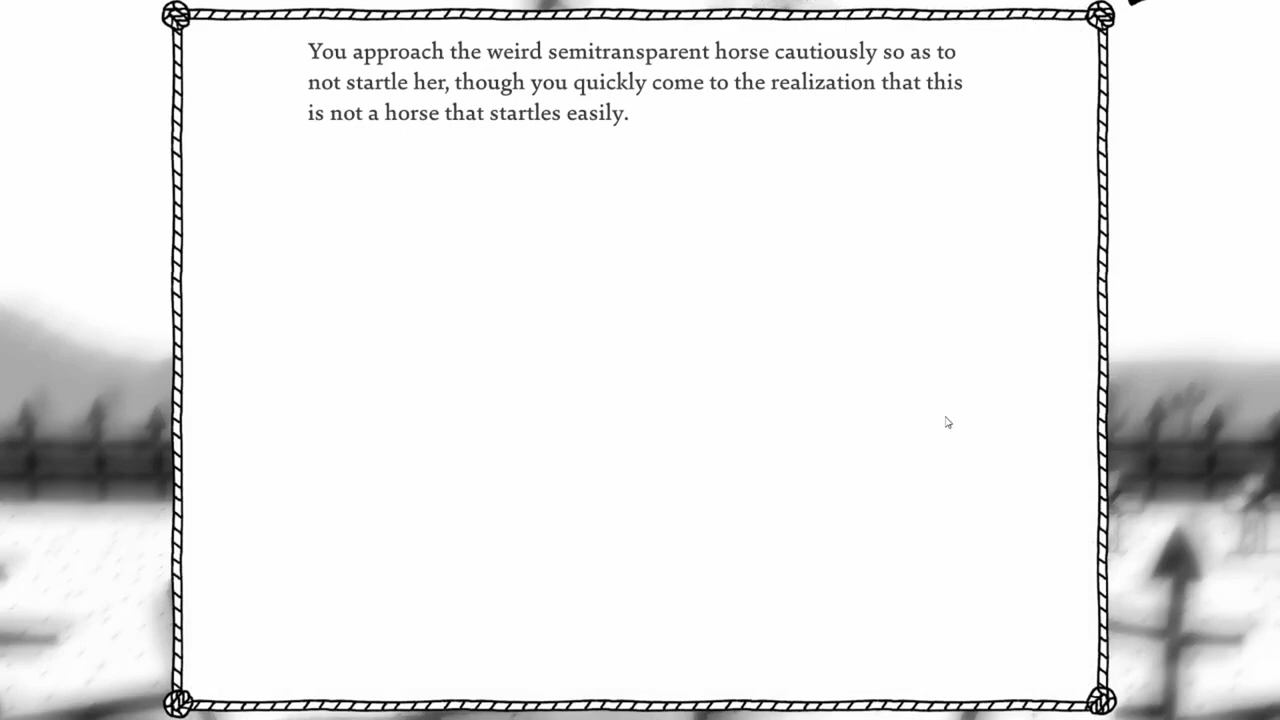 You approach the weird semitransparent horse cautiously so as to
not startle her, though you quickly come to the realization that this
is not a horse that startles easily.